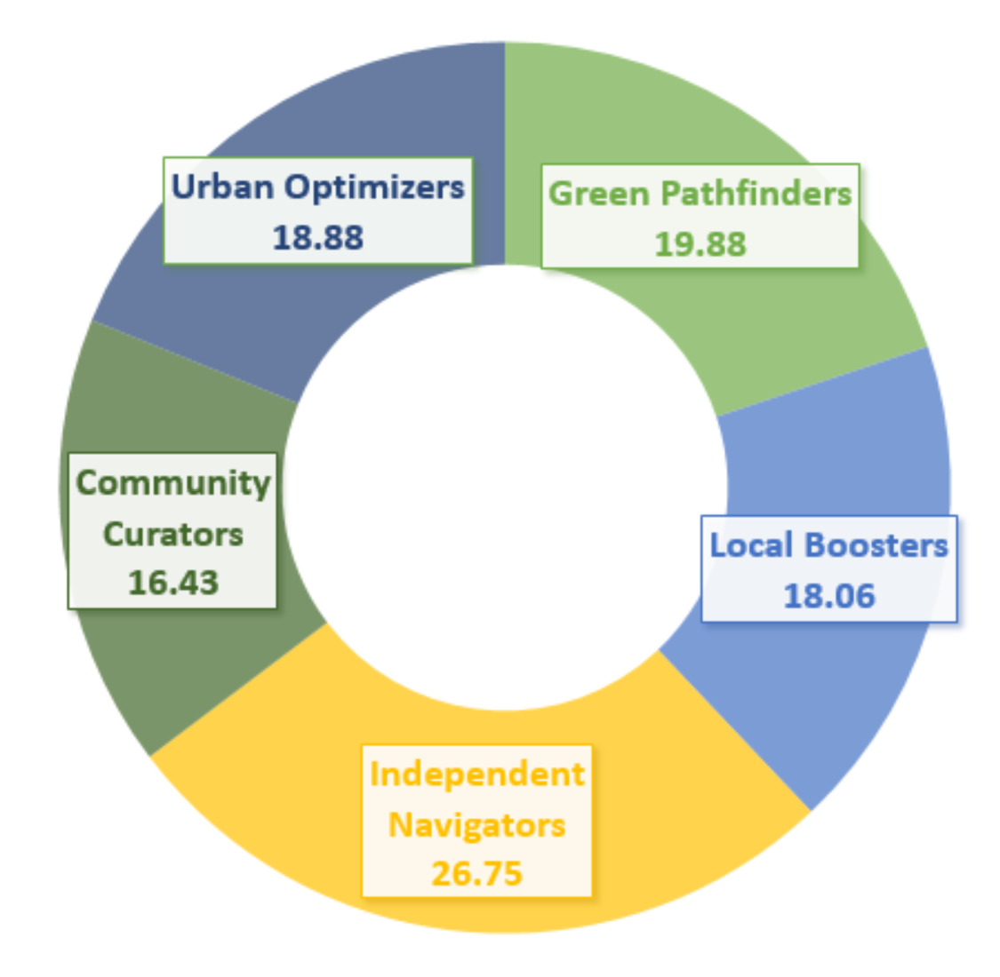 Urban Optimizers
18.88
Green Pathfinders
19.88
Community
Curators
16.43
Local Boosters
18.06
Independent
Navigators
26.75